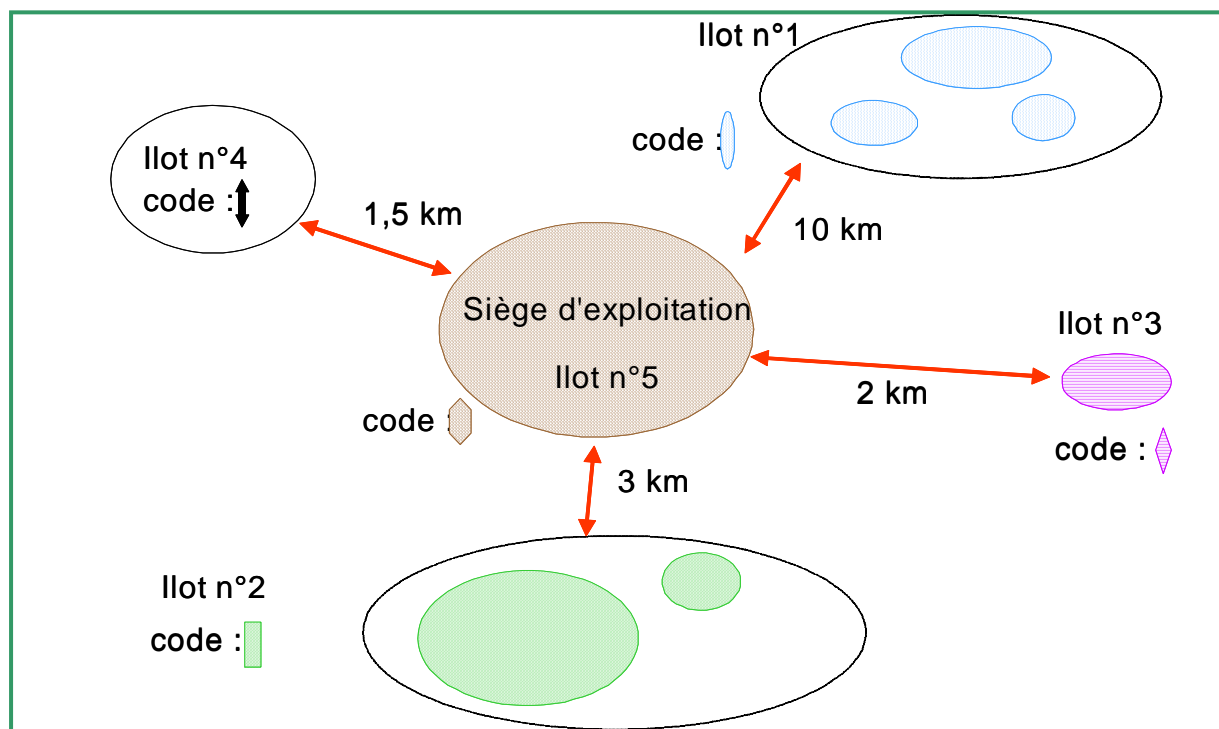 Ilot n°1
code :
Ilot n°4
code :
1,5 km
10 km
Siège d'exploitation
Ilot n°5
Ilot n°3
2 km
code :
code :
3 km
Ilot n°2
code :